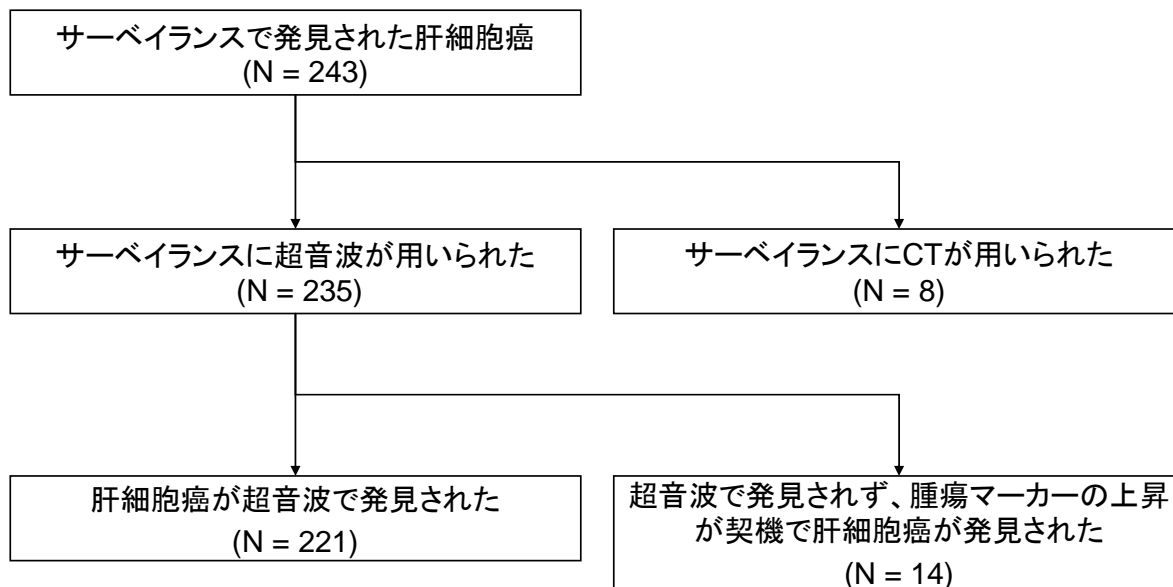 サーベイランスで発見された肝細胞癌
(N = 243)
サーベイランスに超音波が用いられた
(N = 235)
サーベイランスにCTが用いられた
(N = 8)
肝細胞癌が超音波で発見された
(N = 221)
超音波で発見されず、腫瘍マーカーの上昇
が契機で肝細胞癌が発見された
(N = 14)